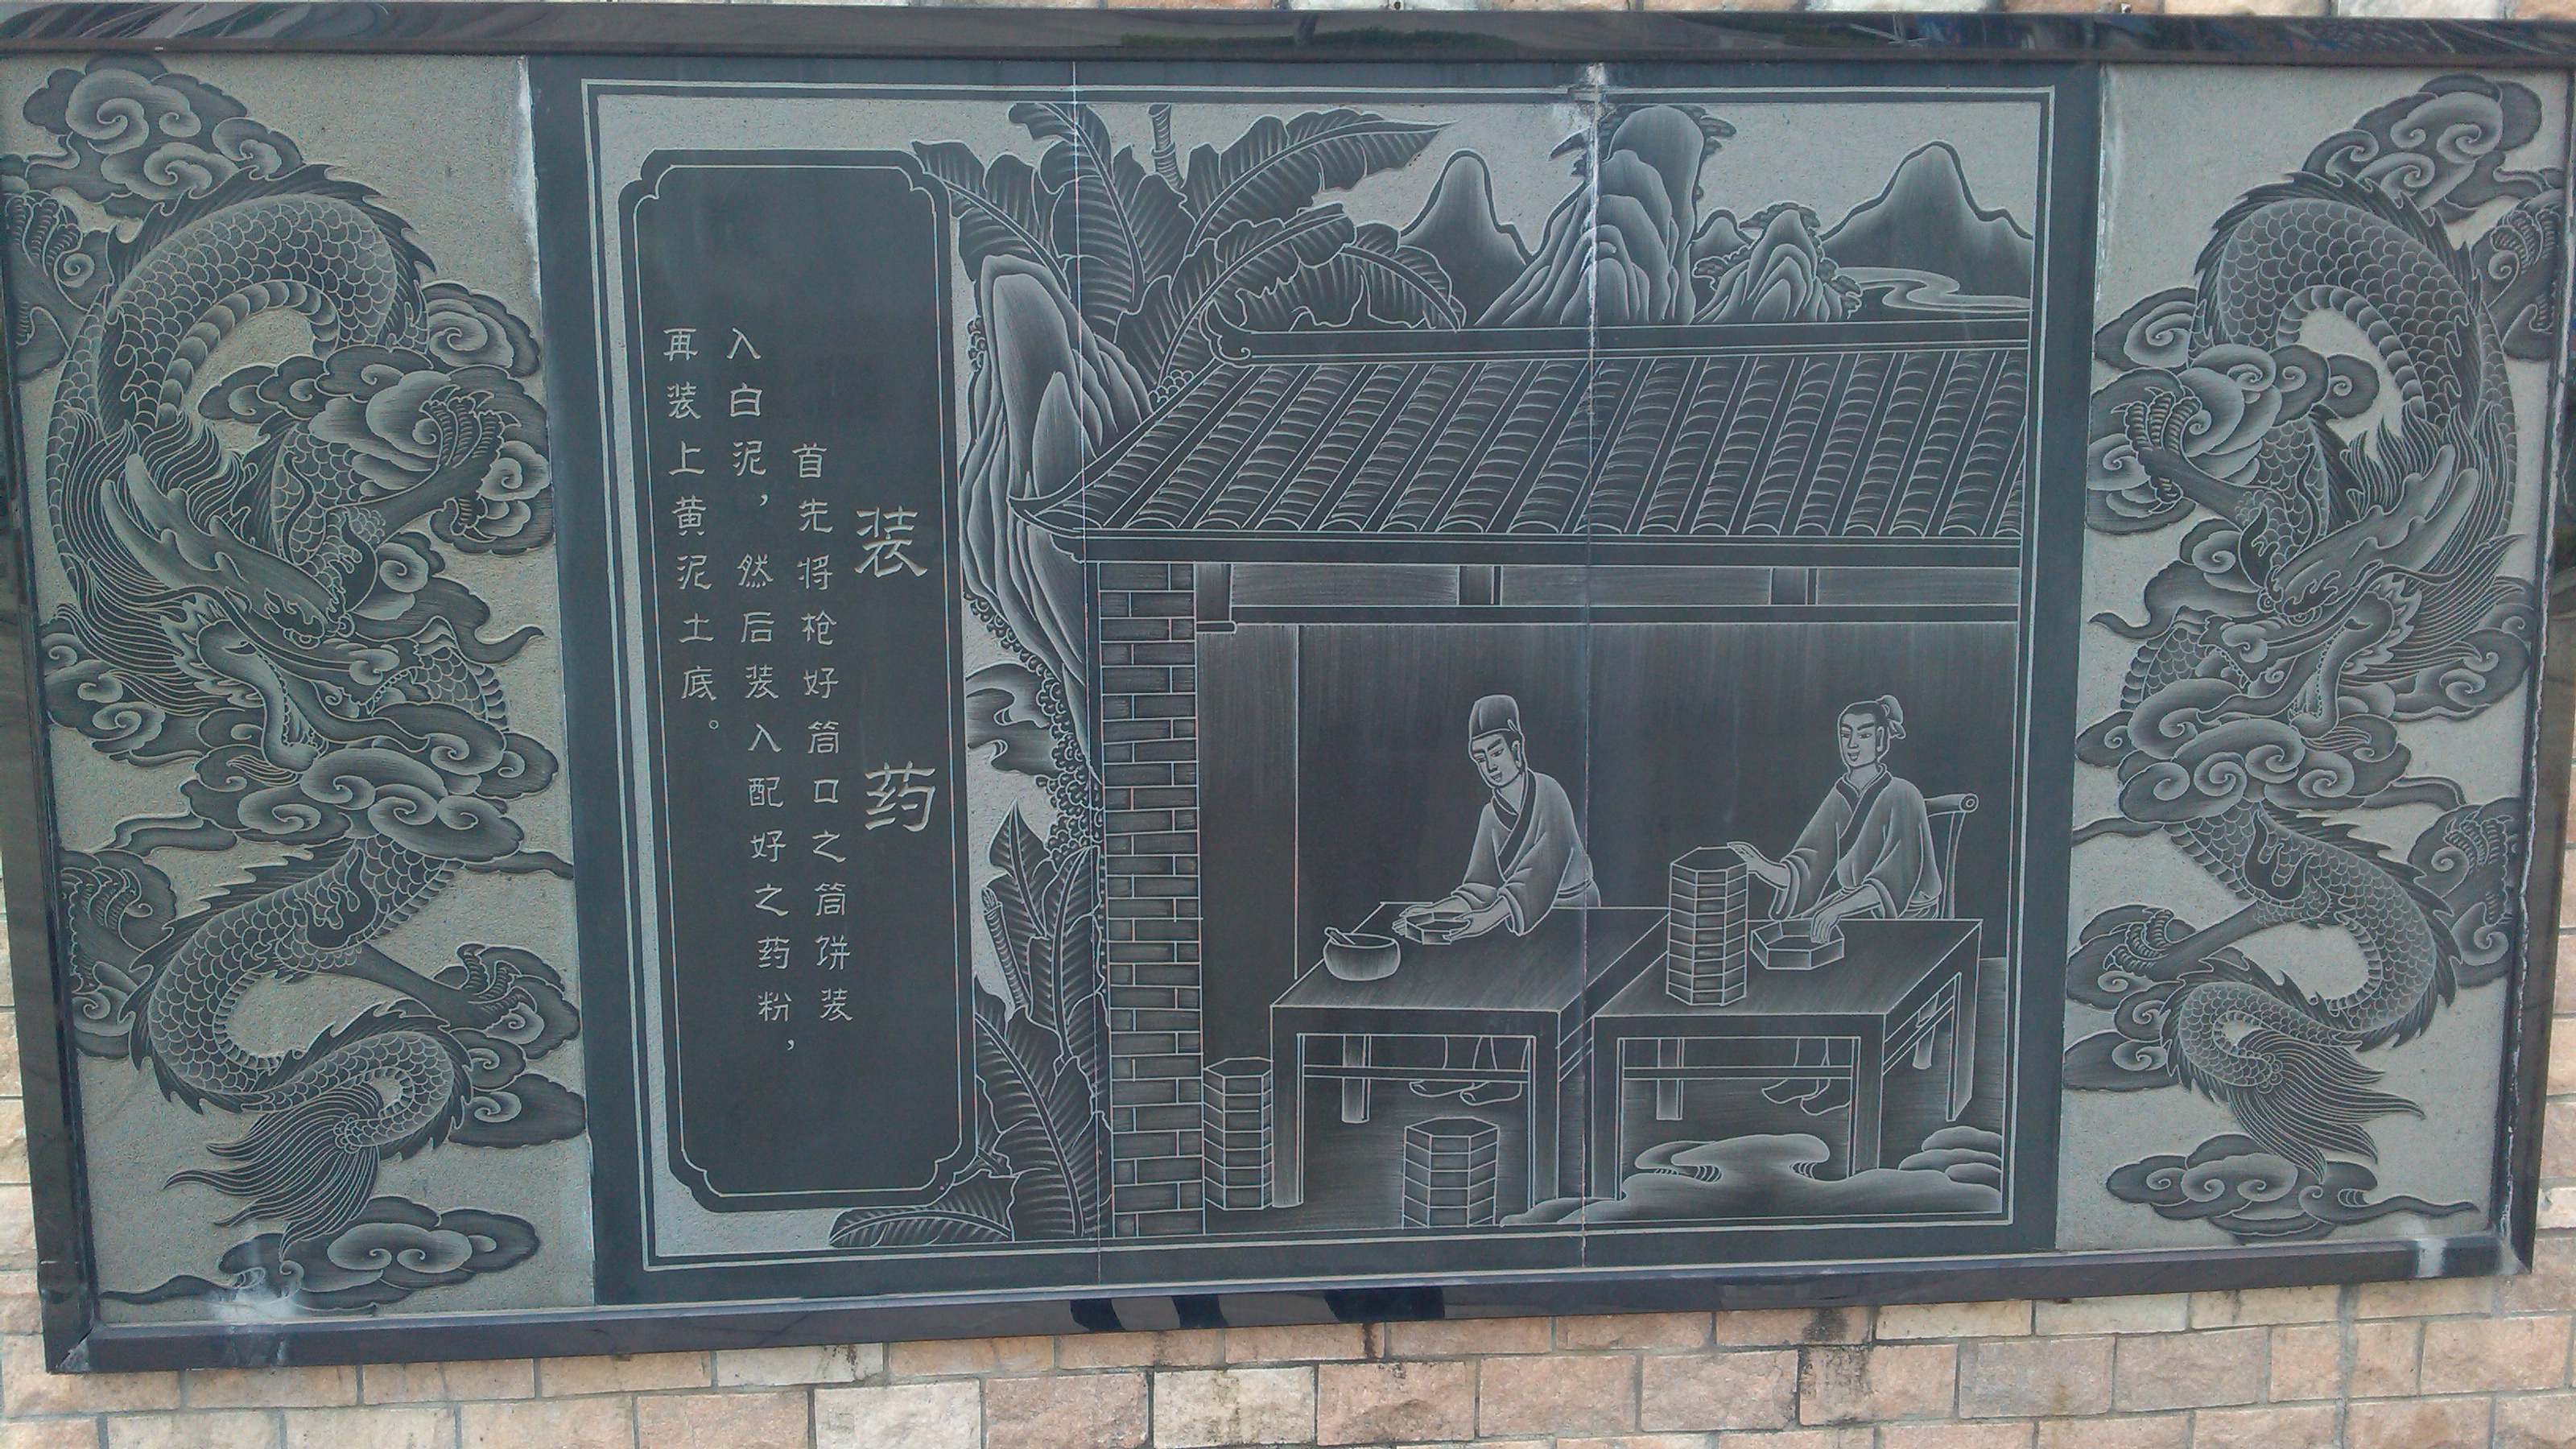 装药
首先将枪好筒口之筒饼装
入白泥，然后装入配好之药粉，
再装上黄泥土底。